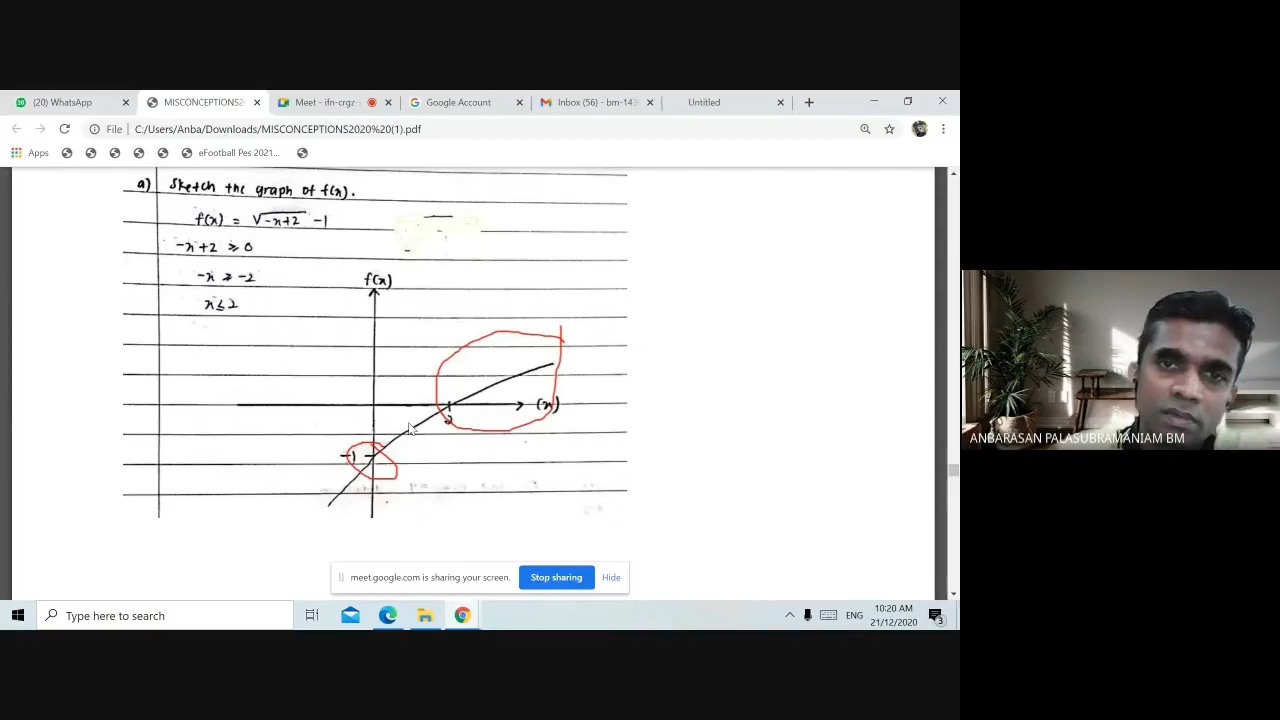 (20) WhatsApp
MISCONCEPTIONS20
Meet - ifn-crgz-
Google Account
Inbox (56) - bm-143
Untitled
File
C:/Users/Anba/Downloads/MISCONCEPTIONS2020%20(1).pdf
Apps
eFootball Pes 2021...
a) Sketch the graph of f(x).
f(x) = √-x+2 -1
-x+2 ≥ 0
-x ≥ -2
x ≤ 2
f(x)
(x)
2
-1
ANBARASAN PALASUBRAMANIAM BM
meet.google.com is sharing your screen.
Stop sharing
Hide
Type here to search
ENG
10:20 AM
21/12/2020
3